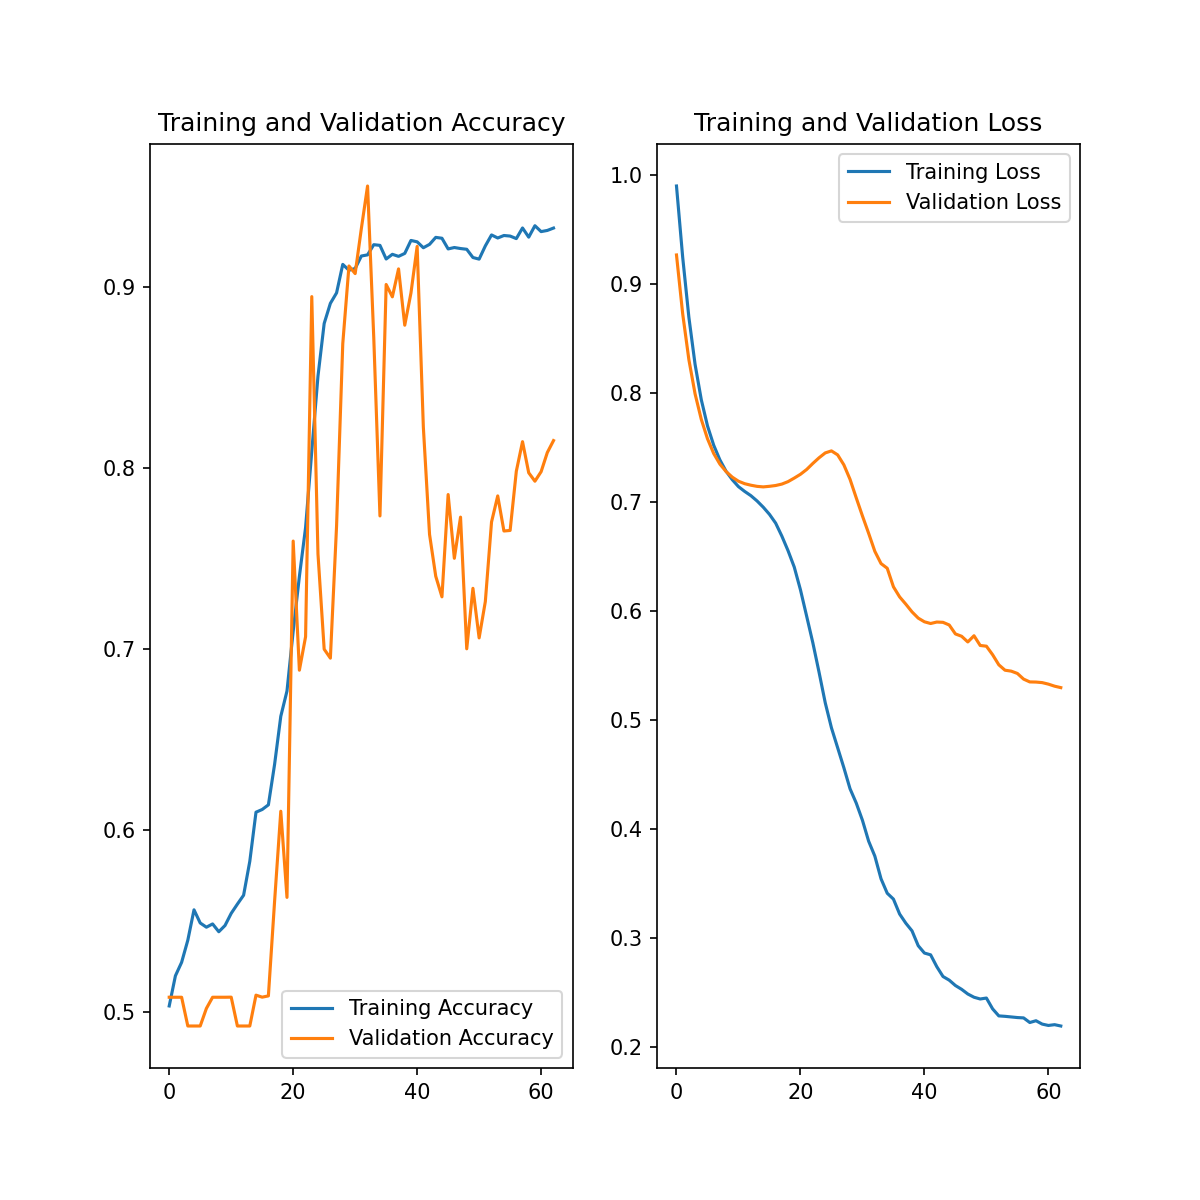 Training and Validation Accuracy
0.9
0.8
0.7
0.6
0.5
0 20 40 60
Training Accuracy
Validation Accuracy
Training and Validation Loss
1.0
0.9
0.8
0.7
0.6
0.5
0.4
0.3
0.2
0 20 40 60
Training Loss
Validation Loss